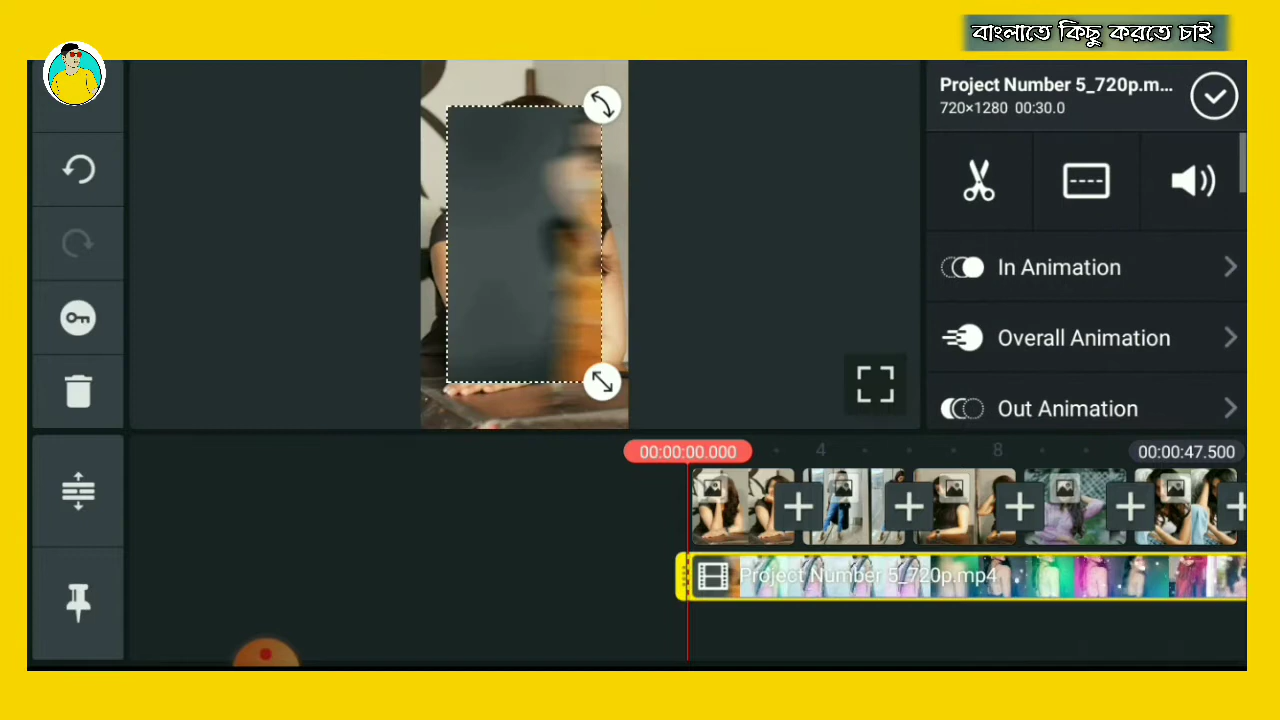 বাংলাতে কিছু করতে চাই
Project Number 5_720p.m...
720×1280 00:30.0
In Animation
Overall Animation
Out Animation
00:00:00.000
4
8
00:00:47.500
Project Number 5_720p.mp4